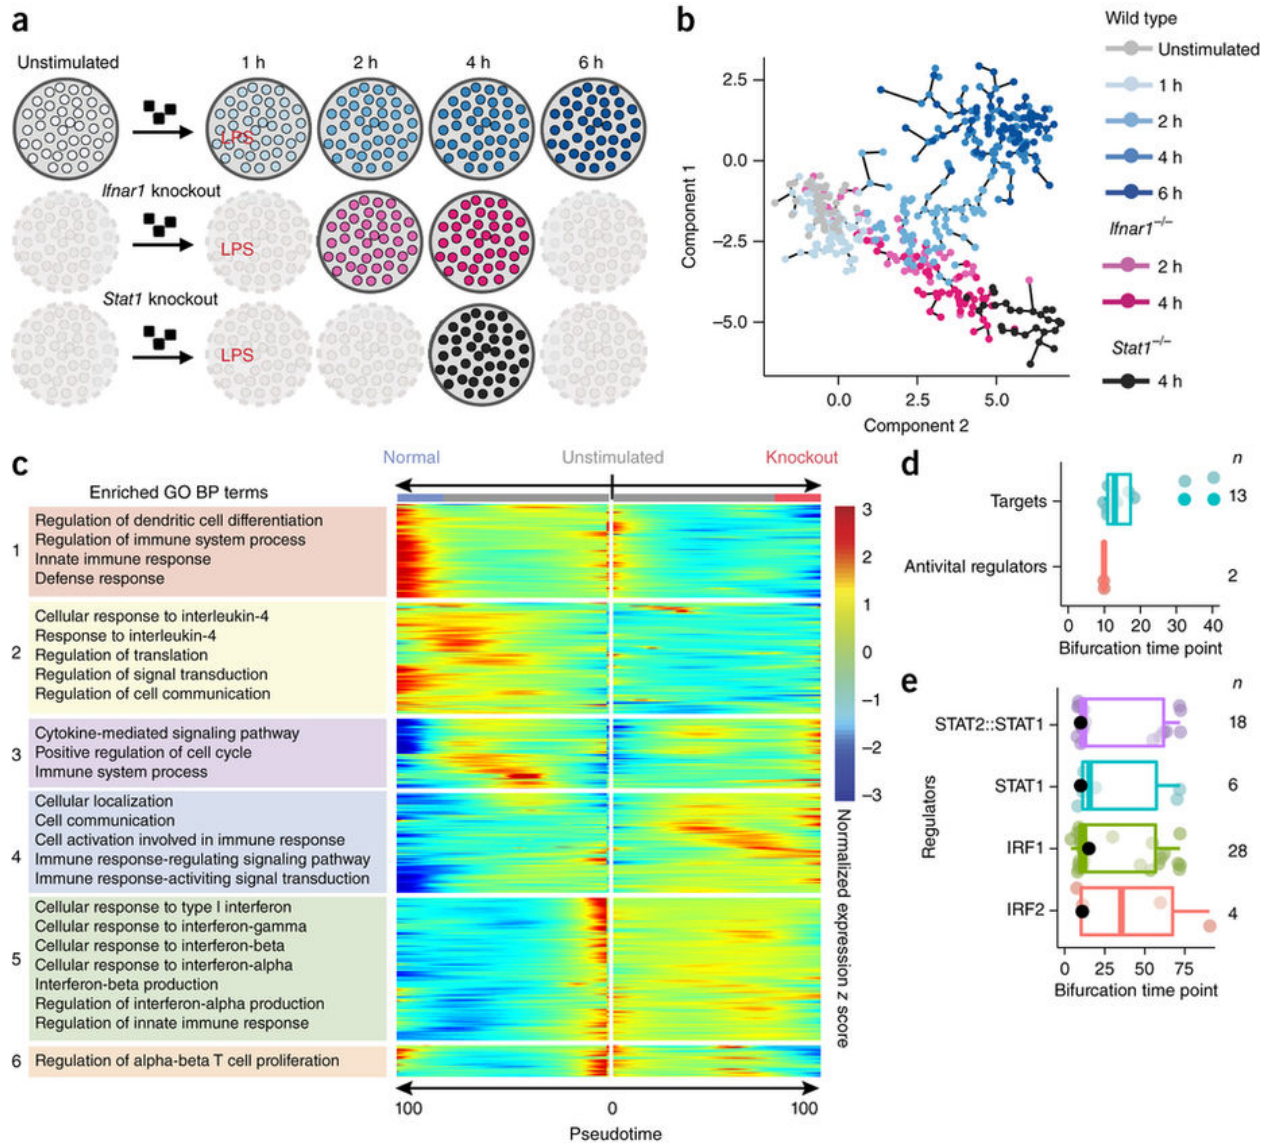 a
Unstimulated
1 h
2 h
4 h
6 h
LPS
Ifnar1 knockout
LPS
Stat1 knockout
LPS
b
2.5
0.0
−2.5
−5.0
Component 1
0.0
2.5
5.0
Component 2
Wild type
Unstimulated
1 h
2 h
4 h
6 h
Ifnar1−/−
2 h
4 h
Stat1−/−
4 h
c
Normal
Unstimulated
Knockout
Enriched GO BP terms
1
Regulation of dendritic cell differentiation
Regulation of immune system process
Innate immune response
Defense response
2
Cellular response to interleukin-4
Response to interleukin-4
Regulation of translation
Regulation of signal transduction
Regulation of cell communication
3
Cytokine-mediated signaling pathway
Positive regulation of cell cycle
Immune system process
4
Cellular localization
Cell communication
Cell activation involved in immune response
Immune response-regulating signaling pathway
Immune response-activiting signal transduction
5
Cellular response to type I interferon
Cellular response to interferon-gamma
Cellular response to interferon-beta
Cellular response to interferon-alpha
Interferon-beta production
Regulation of interferon-alpha production
Regulation of innate immune response
6
Regulation of alpha-beta T cell proliferation
100
0
100
Pseudotime
3
2
1
0
−1
−2
−3
Normalized expression z score
d
n
Targets
13
Antivital regulators
2
0
10
20
30
40
Bifurcation time point
e
n
STAT2::STAT1
18
STAT1
6
IRF1
28
IRF2
4
Regulators
0
25
50
75
Bifurcation time point